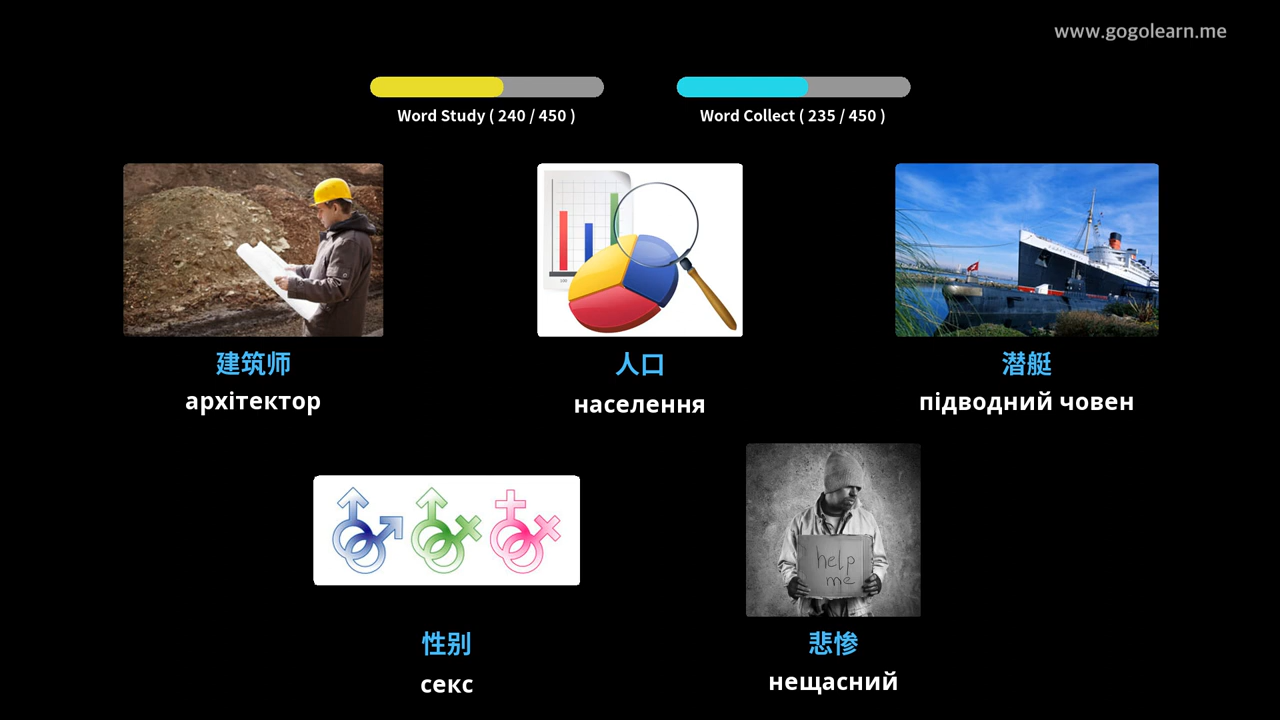 www.gogolearn.me
Word Study ( 240 / 450 )
Word Collect ( 235 / 450 )
建筑师
архітектор
人口
населення
潜艇
підводний човен
help
me
性别
секс
悲惨
нещасний